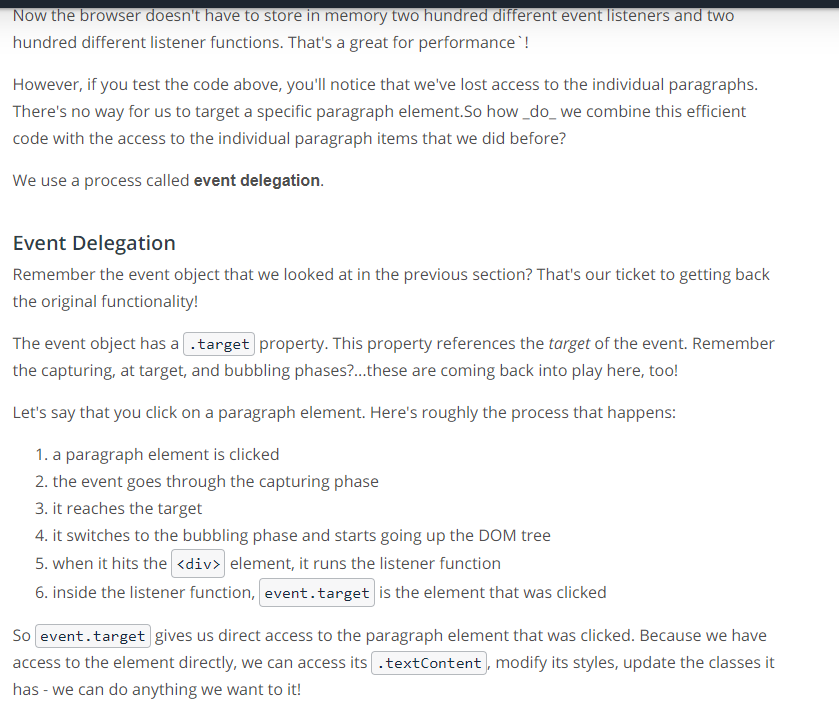 Now the browser doesn't have to store in memory two hundred different event listeners and two
hundred different listener functions. That's a great for performance`!
However, if you test the code above, you'll notice that we've lost access to the individual paragraphs.
There's no way for us to target a specific paragraph element.So how _do_ we combine this efficient
code with the access to the individual paragraph items that we did before?
We use a process called event delegation.
Event Delegation
Remember the event object that we looked at in the previous section? That's our ticket to getting back
the original functionality!
The event object has a .target property. This property references the target of the event. Remember
the capturing, at target, and bubbling phases?...these are coming back into play here, too!
Let's say that you click on a paragraph element. Here's roughly the process that happens:
1. a paragraph element is clicked
2. the event goes through the capturing phase
3. it reaches the target
4. it switches to the bubbling phase and starts going up the DOM tree
5. when it hits the <div> element, it runs the listener function
6. inside the listener function, event.target is the element that was clicked
So event.target gives us direct access to the paragraph element that was clicked. Because we have
access to the element directly, we can access its .textContent, modify its styles, update the classes it
has - we can do anything we want to it!